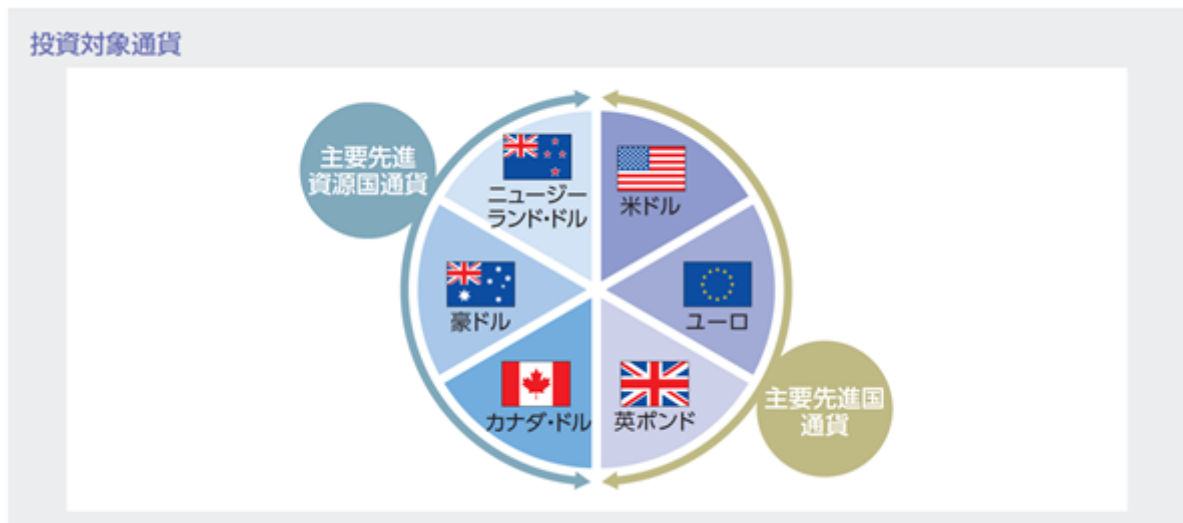 投資対象通貨
主要先進
資源国通貨
ニュージー
ランド・ドル
米ドル
豪ドル
ユーロ
カナダ・ドル
英ポンド
主要先進国
通貨